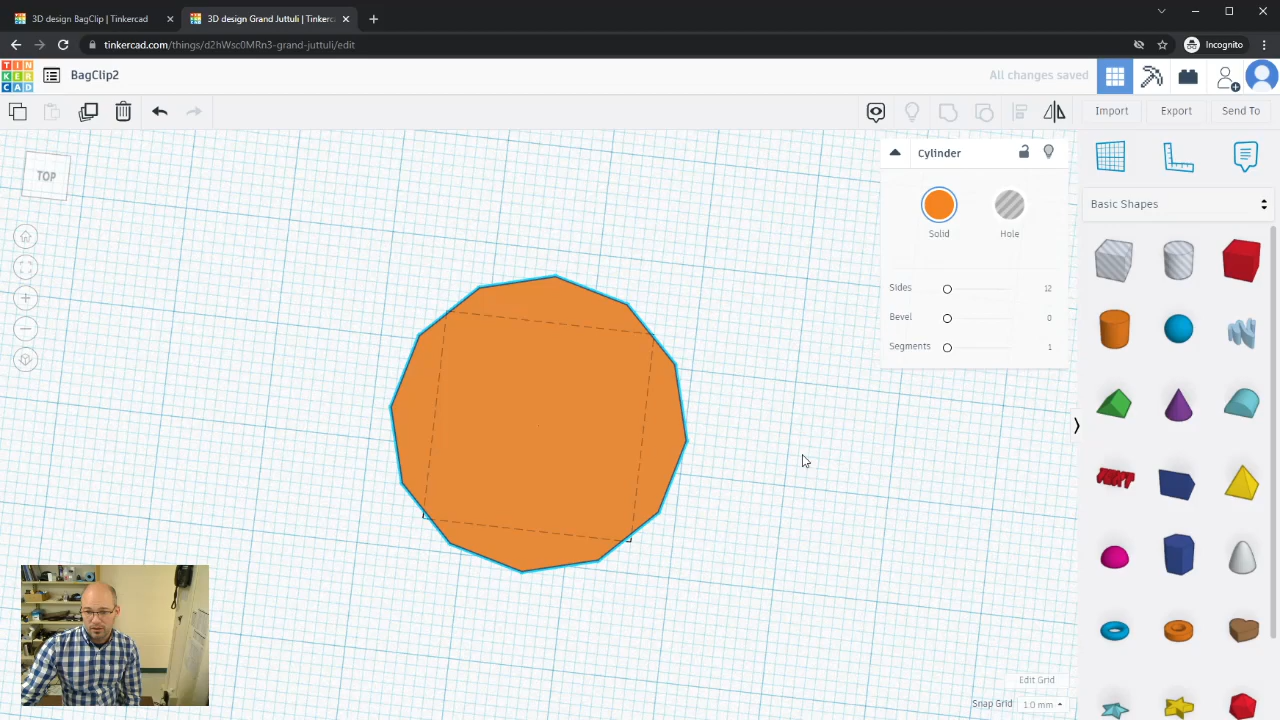 3D design BagClip | Tinkercad
3D design Grand Juttuli | Tinkerc
tinkercad.com/things/d2hWsc0MRn3-grand-juttuli/edit
Incognito
TIN
KER
CAD
BagClip2
All changes saved
Import
Export
Send To
TOP
Cylinder
Solid
Hole
Sides
12
Bevel
0
Segments
1
Basic Shapes
Edit Grid
Snap Grid
1.0 mm